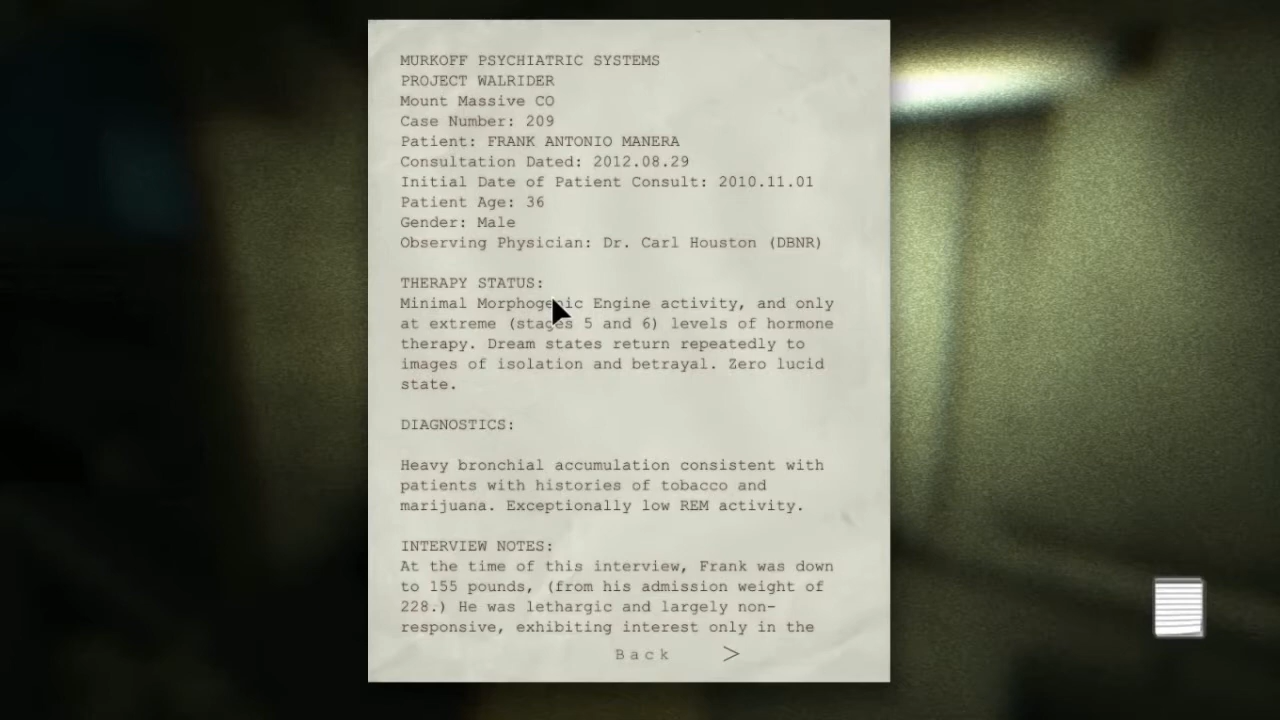 MURKOFF PSYCHIATRIC SYSTEMS
PROJECT WALRIDER
Mount Massive CO
Case Number: 209
Patient: FRANK ANTONIO MANERA
Consultation Dated: 2012.08.29
Initial Date of Patient Consult: 2010.11.01
Patient Age: 36
Gender: Male
Observing Physician: Dr. Carl Houston (DBNR)
THERAPY STATUS:
Minimal Morphogenic Engine activity, and only
at extreme (stages 5 and 6) levels of hormone
therapy. Dream states return repeatedly to
images of isolation and betrayal. Zero lucid
state.
DIAGNOSTICS:
Heavy bronchial accumulation consistent with
patients with histories of tobacco and
marijuana. Exceptionally low REM activity.
INTERVIEW NOTES:
At the time of this interview, Frank was down
to 155 pounds, (from his admission weight of
228.) He was lethargic and largely non-
responsive, exhibiting interest only in the
Back >